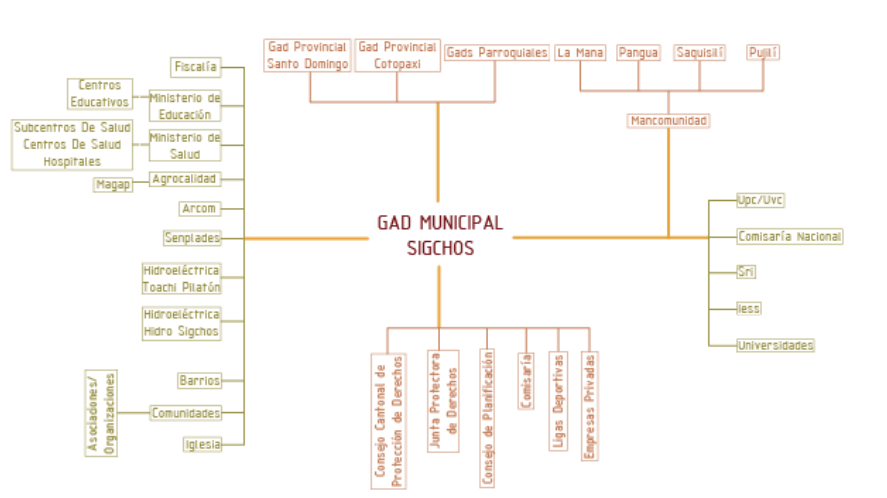 Gad Provincial
Santo Domingo
Gad Provincial
Cotopaxi
Gads Parroquiales
La Mana
Pangua
Saquisilí
Pujilí
Mancomunidad
Fiscalía
Centros
Educativos
Ministerio de
Educación
Subcentros De Salud
Centros De Salud
Hospitales
Ministerio de
Salud
Magap
Agrocalidad
Arcom
Senplades
Hidroeléctrica
Toachi Pilatón
Hidroeléctrica
Hidro Sigchos
Barrios
Asociaciones/
Organizaciones
Comunidades
Iglesia
GAD MUNICIPAL
SIGCHOS
Upc/Uvc
Comisaría Nacional
Sri
Iess
Universidades
Consejo Cantonal de
Protección de Derechos
Junta Protectora
de Derechos
Consejo de Planificación
Comisaría
Ligas Deportivas
Empresas Privadas